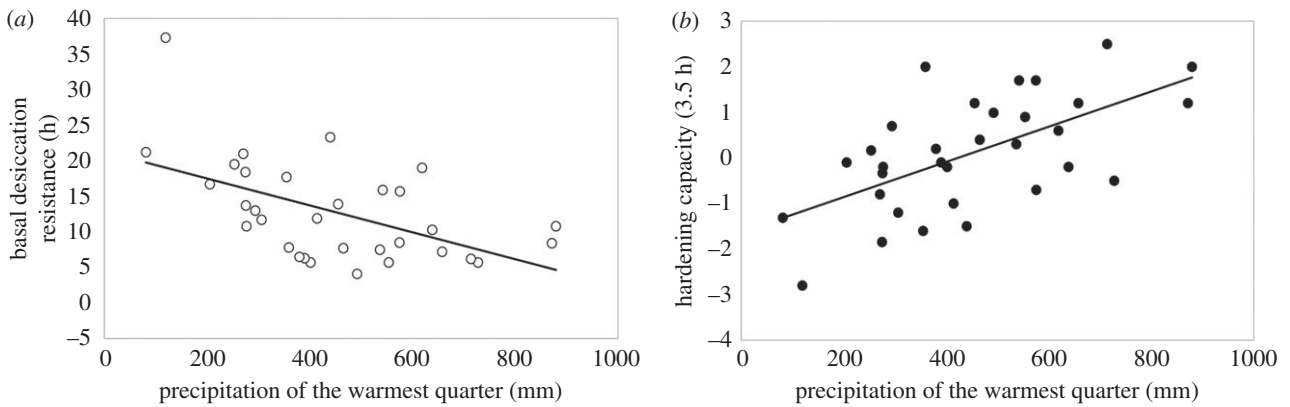 (a)
40
35
30
25
20
15
10
5
0
–5
basal desiccation
resistance (h)
0 200 400 600 800 1000
precipitation of the warmest quarter (mm)
(b)
3
2
1
0
–1
–2
–3
–4
hardening capacity (3.5 h)
0 200 400 600 800 1000
precipitation of the warmest quarter (mm)